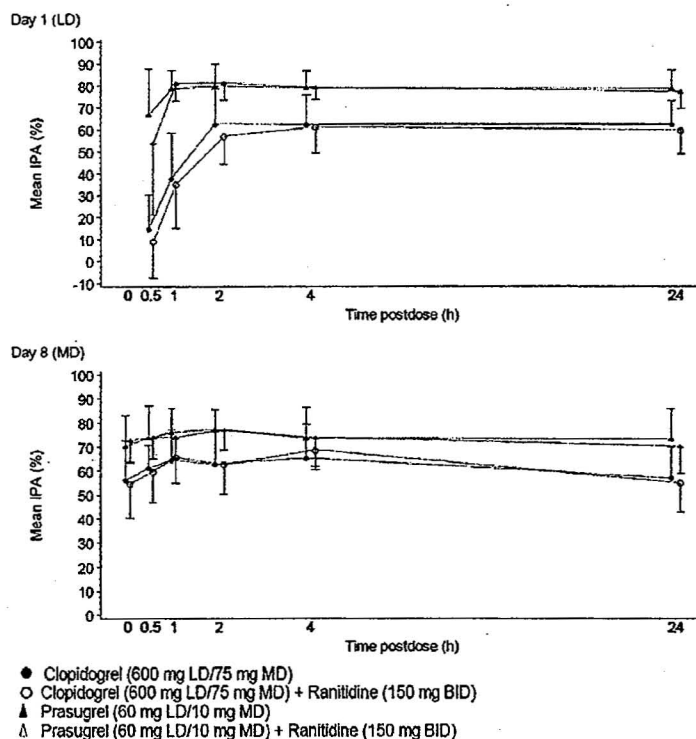 Day 1 (LD)
100
90
80
70
60
50
40
30
20
10
0
-10
Mean IPA (%)
0 0.5 1 2 4 24
Time postdose (h)
Day 8 (MD)
100
90
80
70
60
50
40
30
20
10
0
Mean IPA (%)
0 0.5 1 2 4 24
Time postdose (h)
Clopidogrel (600 mg LD/75 mg MD)
Clopidogrel (600 mg LD/75 mg MD) + Ranitidine (150 mg BID)
Prasugrel (60 mg LD/10 mg MD)
Prasugrel (60 mg LD/10 mg MD) + Ranitidine (150 mg BID)